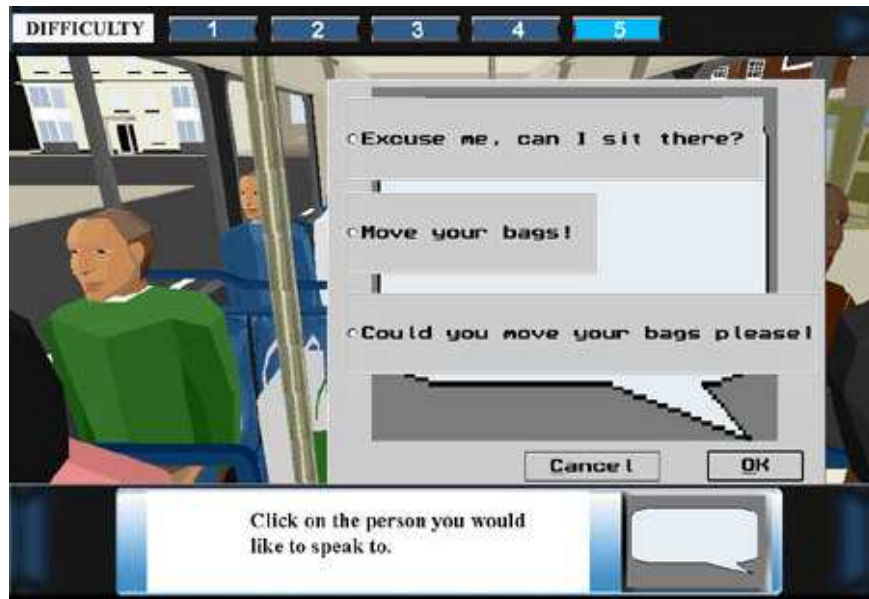 DIFFICULTY 1 2 3 4 5
Excuse me, can I sit there?
Move your bags!
Could you move your bags please!
Cancel OK
Click on the person you would
like to speak to.